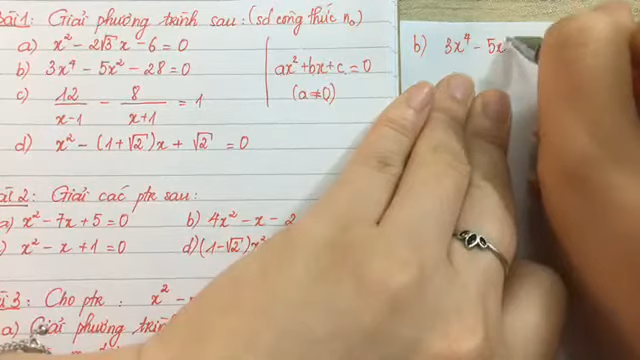 Bài 1: Giải phương trình sau: (sd công thức n₀)
a) x² - 2√3 x - 6 = 0
b) 3x⁴ - 5x² - 28 = 0
c) 12/(x-1) - 8/(x+1) = 1
d) x² - (1+√2)x + √2 = 0
ax² + bx + c = 0
(a ≠ 0)
Bài 2: Giải các ptr sau:
a) x² - 7x + 5 = 0
b) 4x² - x - 2
c) x² - x + 1 = 0
d) (1-√2)x²
Bài 3: Cho ptr : x² -
a) Giải phương trình
b) 3x⁴ - 5x